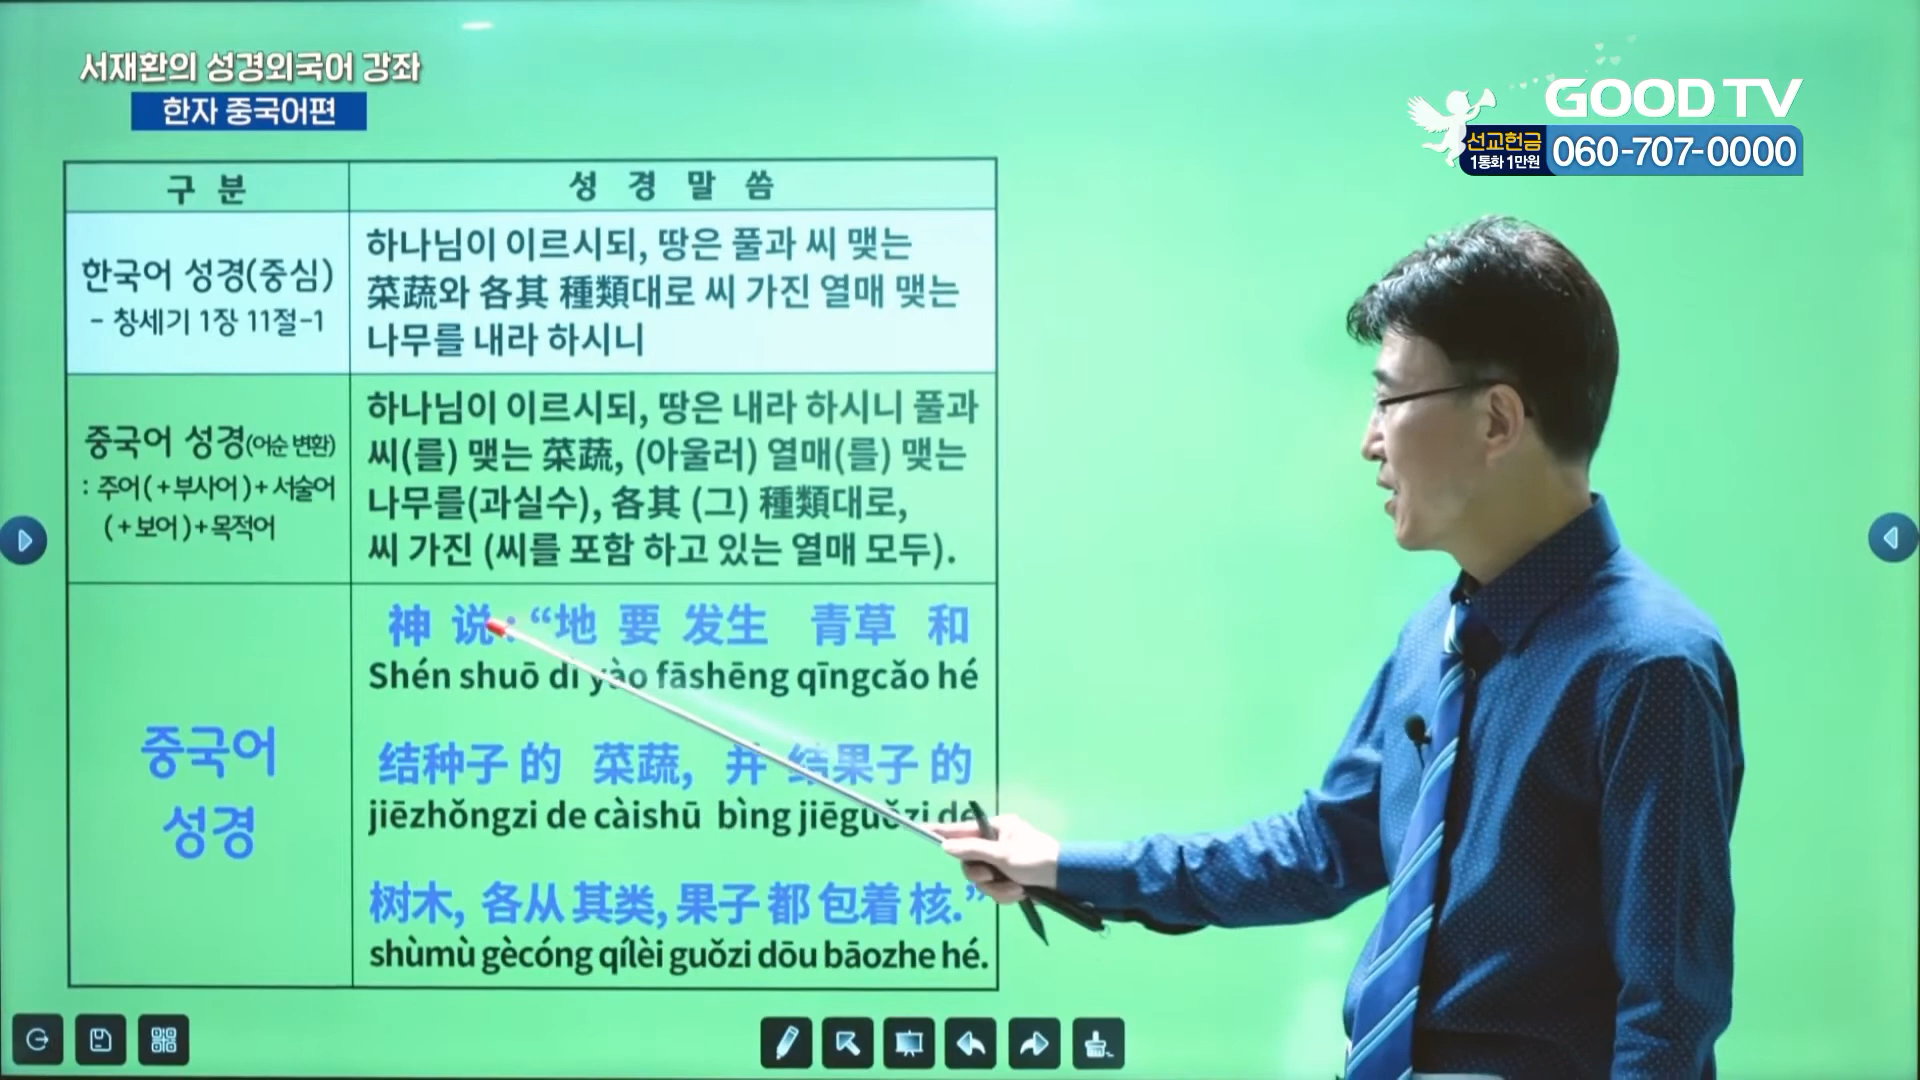 서재환의 성경외국어 강좌
한자 중국어편
GOOD TV
선교헌금
1통화 1만원
060-707-0000
구 분
성 경 말 씀
한국어 성경(중심)
- 창세기 1장 11절-1
하나님이 이르시되, 땅은 풀과 씨 맺는
菜蔬와 各其 種類대로 씨 가진 열매 맺는
나무를 내라 하시니
중국어 성경(어순 변환)
: 주어(+부사어)+서술어
(+보어)+목적어
하나님이 이르시되, 땅은 내라 하시니 풀과
씨(를) 맺는 菜蔬, (아울러) 열매(를) 맺는
나무를(과실수), 各其 (그) 種類대로,
씨 가진 (씨를 포함 하고 있는 열매 모두).
중국어
성경
神 说: “地 要 发生 青草 和
Shén shuō dì yào fāshēng qīngcǎo hé
结种子 的 菜蔬, 并 结果子 的
jiēzhǒngzi de càishū bìng jiēguǒzi de
树木, 各从其类, 果子 都 包着 核.”
shùmù gècóng qílèi guǒzi dōu bāozhe hé.